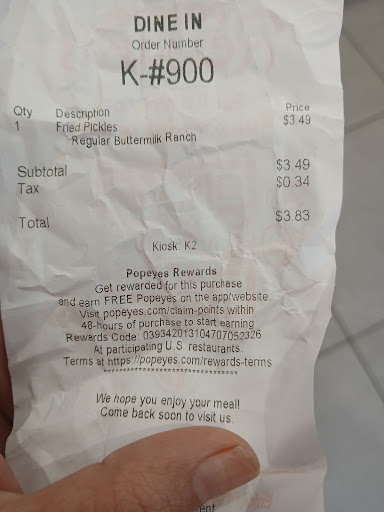 DINE IN
Order Number
K-#900
Qty Description Price
1 Fried Pickles $3.49
Regular Buttermilk Ranch
Subtotal $3.49
Tax $0.34
Total $3.83
Kiosk: K2
Popeyes Rewards
Get rewarded for this purchase
and earn FREE Popeyes on the app/website.
Visit popeyes.com/claim-points within
48-hours of purchase to start earning
Rewards Code: 039342013104707052326
At participating U.S. restaurants.
Terms at https://popeyes.com/rewards-terms
**********************************
We hope you enjoy your meal!
Come back soon to visit us.